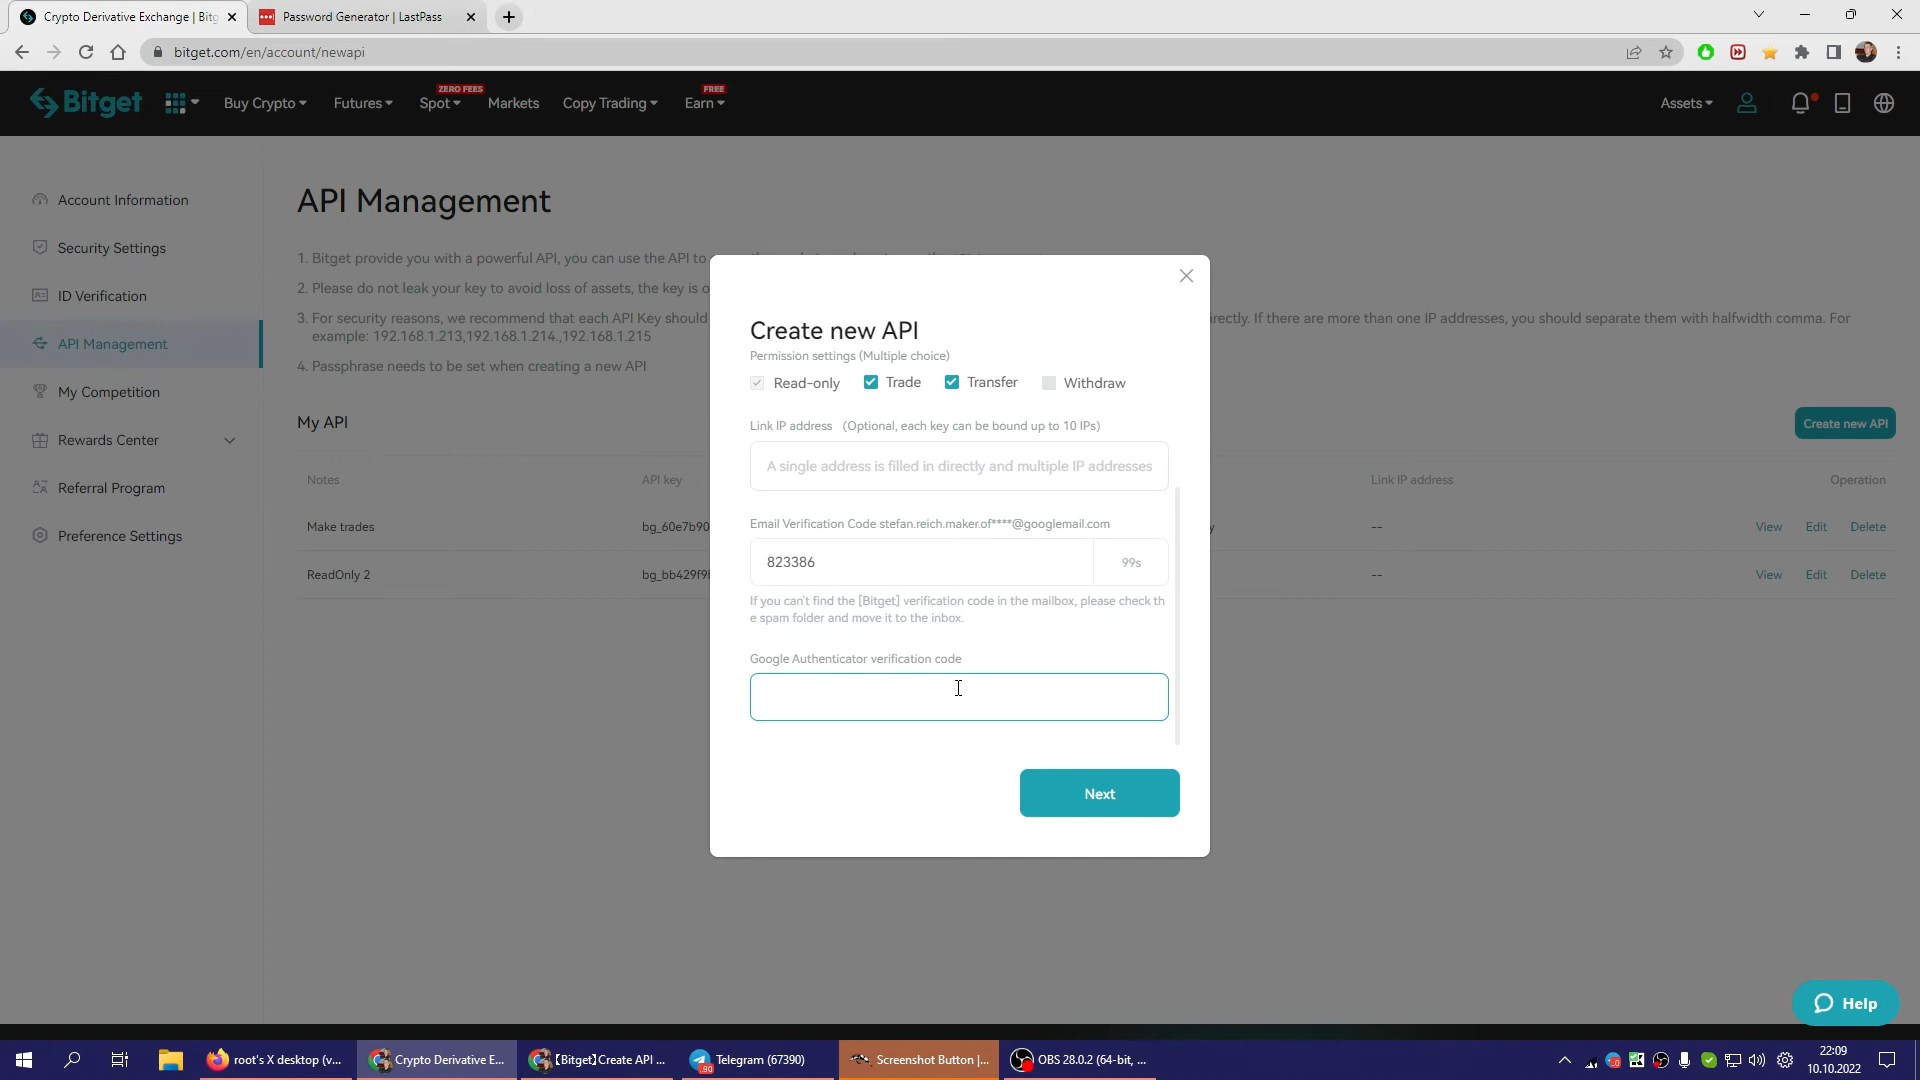 Crypto Derivative Exchange | Bitg
Password Generator | LastPass
bitget.com/en/account/newapi
Bitget
Buy Crypto
Futures
ZERO FEES
Spot
Markets
Copy Trading
FREE
Earn
Assets
Account Information
Security Settings
ID Verification
API Management
My Competition
Rewards Center
Referral Program
Preference Settings
API Management
1. Bitget provide you with a powerful API, you can use the API to
2. Please do not leak your key to avoid loss of assets, the key is o
3. For security reasons, we recommend that each API Key should
irectly. If there are more than one IP addresses, you should separate them with halfwidth comma. For
example: 192.168.1.213,192.168.1.214.,192.168.1.215
4. Passphrase needs to be set when creating a new API
My API
Create new API
Notes
API key
Link IP address
Operation
Make trades
bg_60e7b90
y
--
View
Edit
Delete
ReadOnly 2
bg_bb429f9
--
View
Edit
Delete
Create new API
Permission settings (Multiple choice)
Read-only
Trade
Transfer
Withdraw
Link IP address (Optional, each key can be bound up to 10 IPs)
A single address is filled in directly and multiple IP addresses
Email Verification Code stefan.reich.maker.of****@googlemail.com
823386
99s
If you can't find the [Bitget] verification code in the mailbox, please check th
e spam folder and move it to the inbox.
Google Authenticator verification code
Next
Help
root's X desktop (v...
Crypto Derivative E...
【Bitget】Create API ...
90
Telegram (67390)
Screenshot Button |...
OBS 28.0.2 (64-bit, ...
22:09
10.10.2022